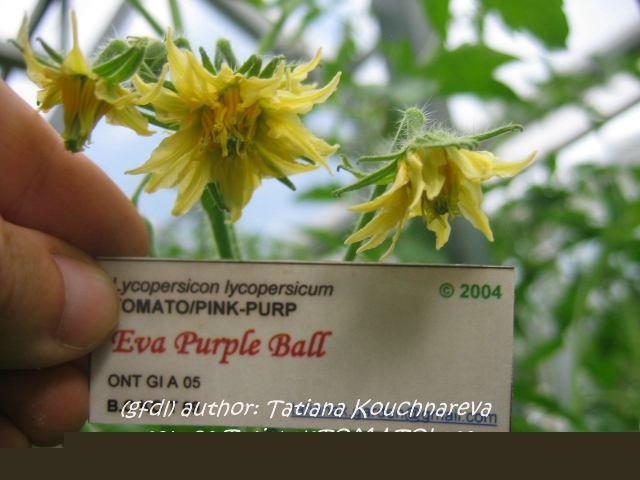 Lycopersicon lycopersicum
© 2004
TOMATO/PINK-PURP
Eva Purple Ball
ONT GI A 05
(gfdl) author: Tatiana Kouchnareva